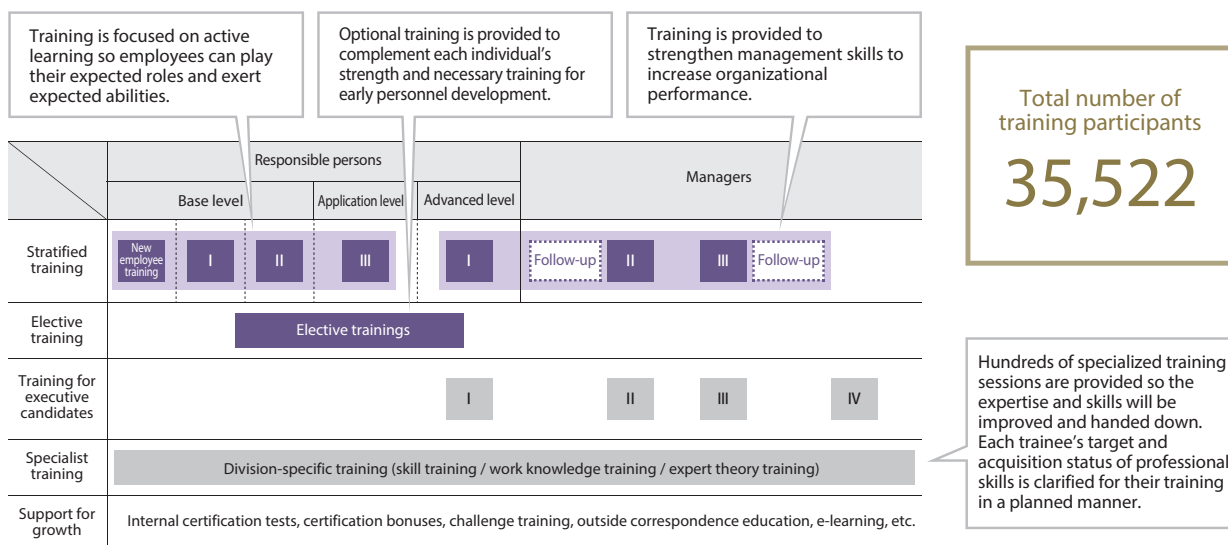 Training is focused on active
learning so employees can play
their expected roles and exert
expected abilities.
Optional training is provided to
complement each individual's
strength and necessary training for
early personnel development.
Training is provided to
strengthen management skills to
increase organizational
performance.
Total number of
training participants
35,522
Responsible persons
Managers
Base level
Application level
Advanced level
Stratified
training
New
employee
training
I
II
III
I
Follow-up
II
III
Follow-up
Elective
training
Elective trainings
Training for
executive
candidates
I
II
III
IV
Specialist
training
Division-specific training (skill training / work knowledge training / expert theory training)
Support for
growth
Internal certification tests, certification bonuses, challenge training, outside correspondence education, e-learning, etc.
Hundreds of specialized training
sessions are provided so the
expertise and skills will be
improved and handed down.
Each trainee's target and
acquisition status of professional
skills is clarified for their training
in a planned manner.